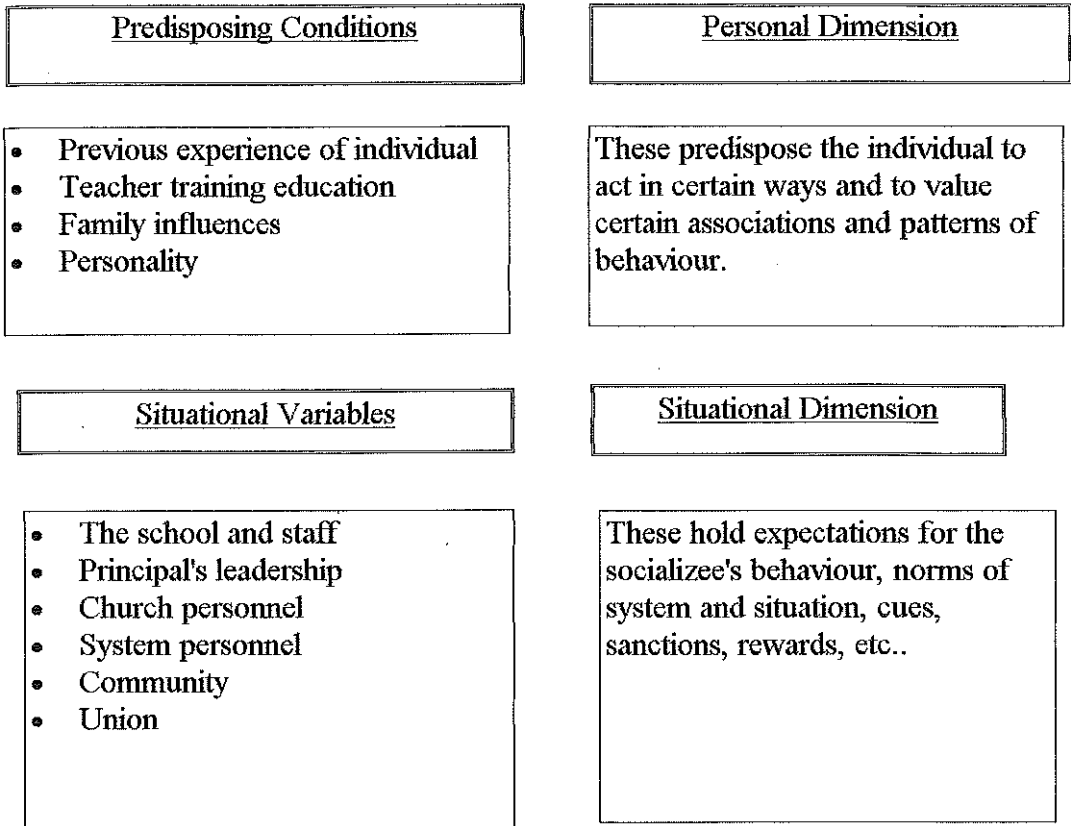 Predisposing Conditions
Personal Dimension
• Previous experience of individual
• Teacher training education
• Family influences
• Personality
These predispose the individual to
act in certain ways and to value
certain associations and patterns of
behaviour.
Situational Variables
Situational Dimension
• The school and staff
• Principal's leadership
• Church personnel
• System personnel
• Community
• Union
These hold expectations for the
socializee's behaviour, norms of
system and situation, cues,
sanctions, rewards, etc..